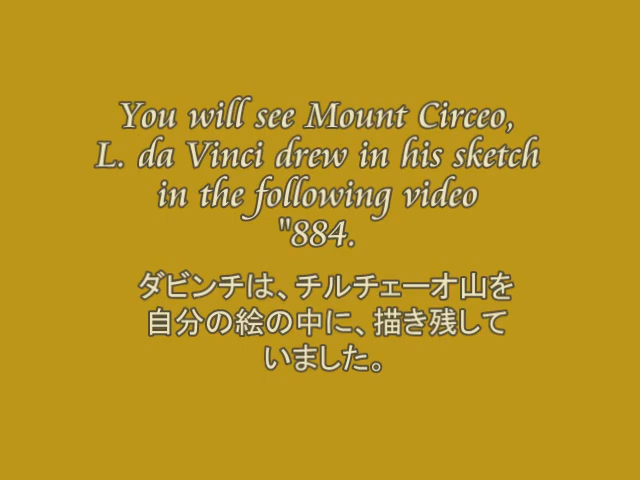 You will see Mount Circeo,
L. da Vinci drew in his sketch
in the following video
"884.
ダビンチは、チルチェーオ山を
自分の絵の中に、描き残して
いました。